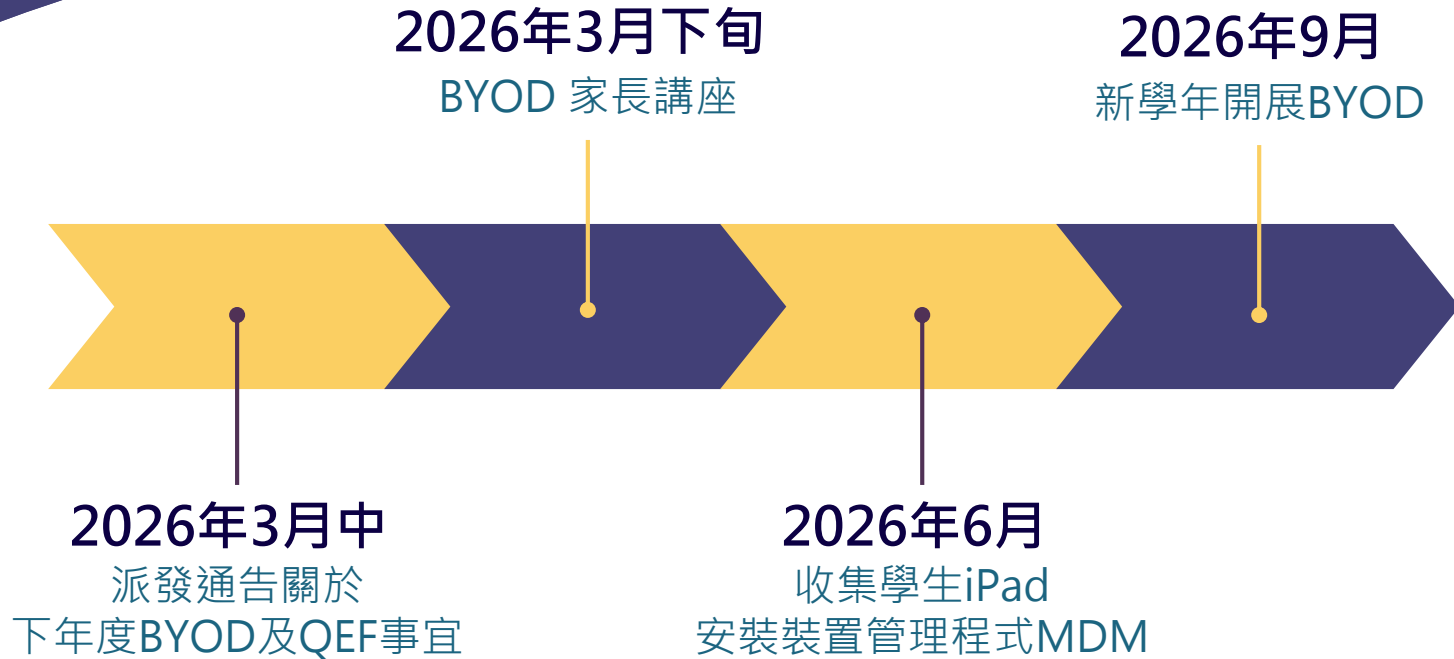 2026年3月下旬
BYOD 家長講座
2026年9月
新學年開展BYOD
2026年3月中
派發通告關於
下年度BYOD及QEF事宜
2026年6月
收集學生iPad
安裝裝置管理程式MDM